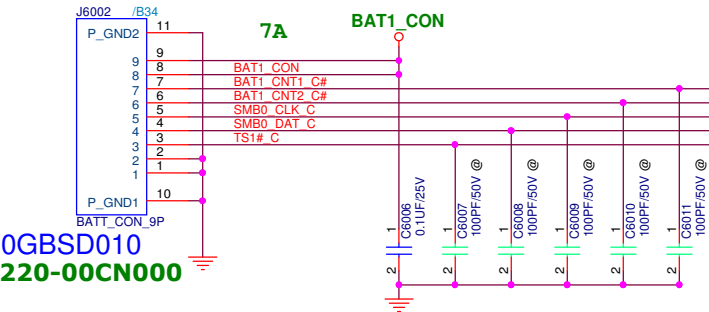 J6002 /B34
P_GND2 11
7A
BAT1_CON
9 9
8 8 BAT1_CON
7 7 BAT1_CNT1_C#
6 6 BAT1_CNT2_C#
5 5 SMB0_CLK_C
4 4 SMB0_DAT_C
3 3 TS1#_C
2 2
1 1
P_GND1 10
BATT_CON_9P
0GBSD010
220-00CN000
1 2 C6006 0.1UF/25V
1 2 C6007 100PF/50V @
1 2 C6008 100PF/50V @
1 2 C6009 100PF/50V @
1 2 C6010 100PF/50V @
1 2 C6011 100PF/50V @